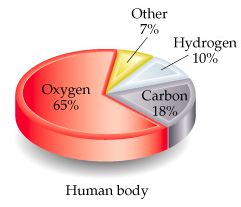 Other
7%
Hydrogen
10%
Oxygen
65%
Carbon
18%
Human body